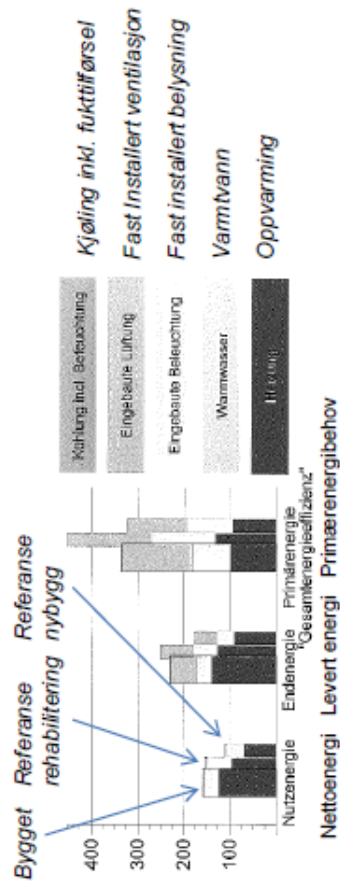 Bygget
Referanse rehabilitering
Referanse nybygg
400
300
200
100
Nutzenergie
Endenergie
Primärenergie
"Gesamtenergieeffizienz"
Nettoenergi
Levert energi
Primærenergibehov
Kühlung incl. Befeuchtung
Eingebaute Lüftung
Eingebaute Beleuchtung
Warmwasser
Heizung
Kjøling inkl. fukttilførsel
Fast Installert ventilasjon
Fast installert belysning
Varmtvann
Oppvarming